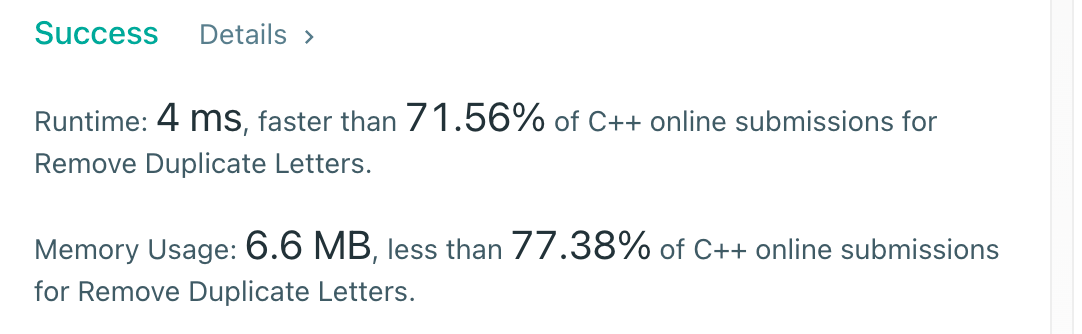 Success Details >
Runtime: 4 ms, faster than 71.56% of C++ online submissions for
Remove Duplicate Letters.
Memory Usage: 6.6 MB, less than 77.38% of C++ online submissions
for Remove Duplicate Letters.